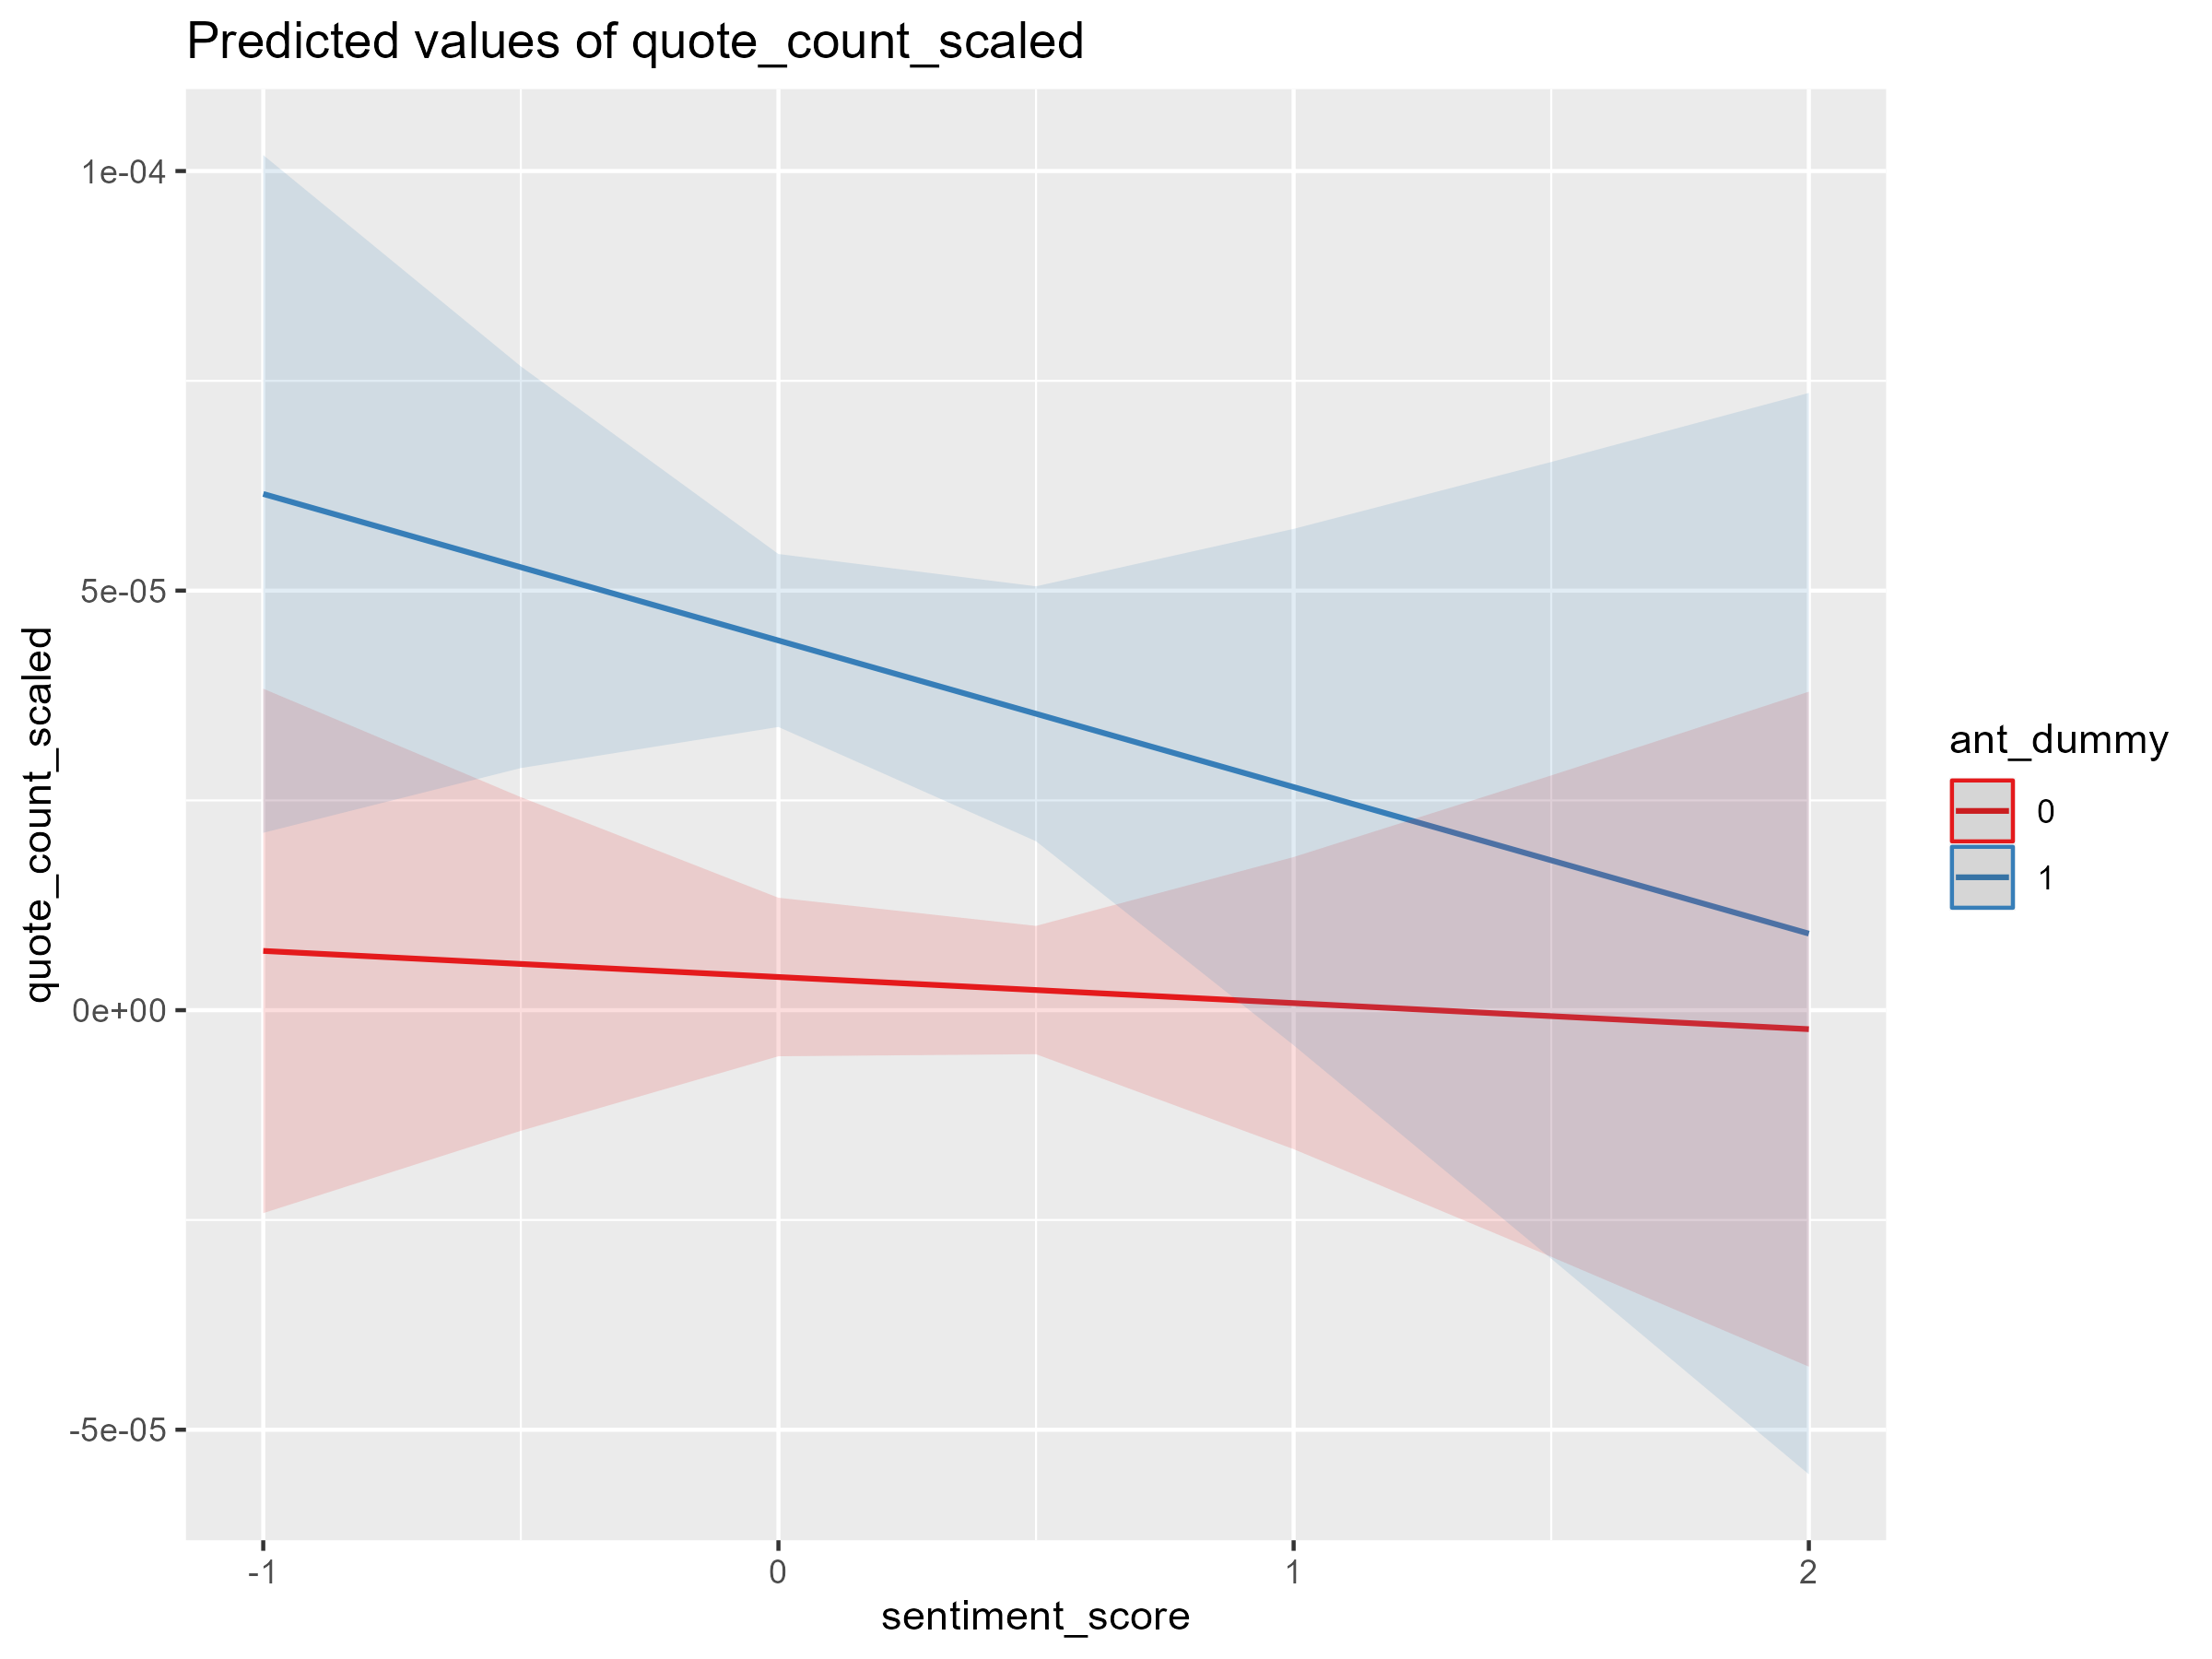 Predicted values of quote_count_scaled
1e-04
5e-05
0e+00
-5e-05
quote_count_scaled
-1
0
1
2
sentiment_score
ant_dummy
0
1